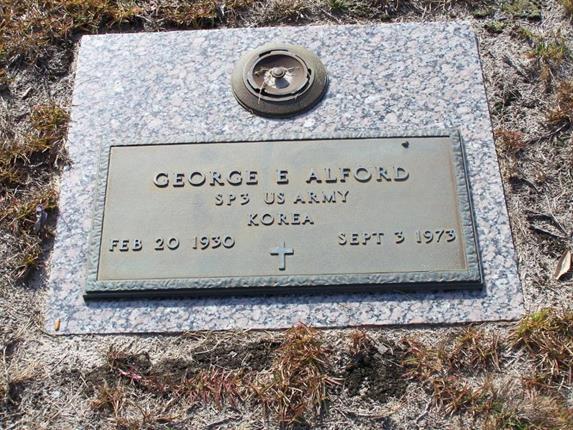 GEORGE E ALFORD
SP3 US ARMY
KOREA
FEB 20 1930 SEPT 3 1973